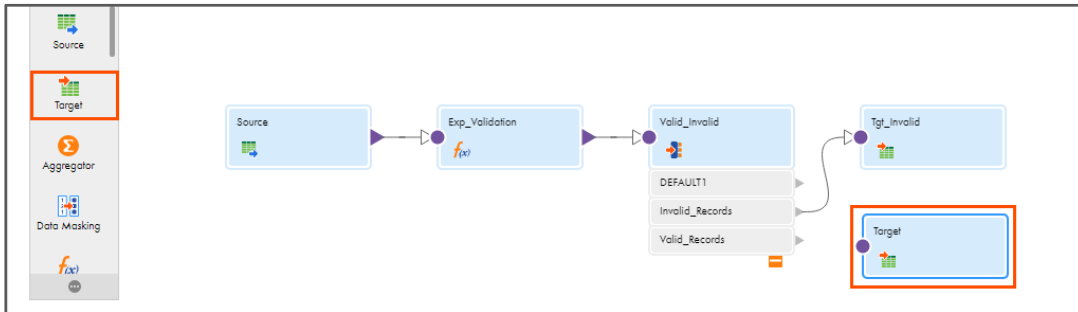 Source
Target
Aggregator
Data Masking
f(x)
Source
Exp_Validation
f(x)
Valid_Invalid
DEFAULT1
Invalid_Records
Valid_Records
Tgt_Invalid
Target